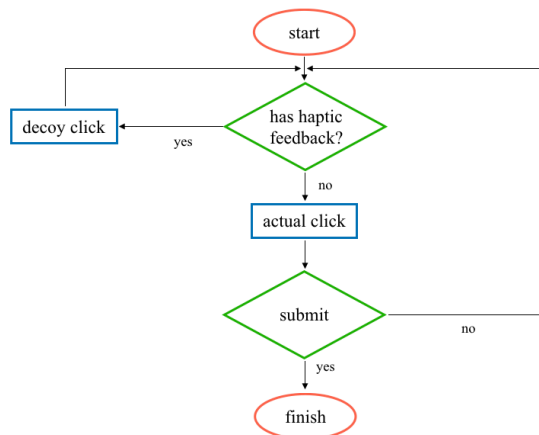 start
has haptic
feedback?
decoy click
yes
no
actual click
submit
no
yes
finish